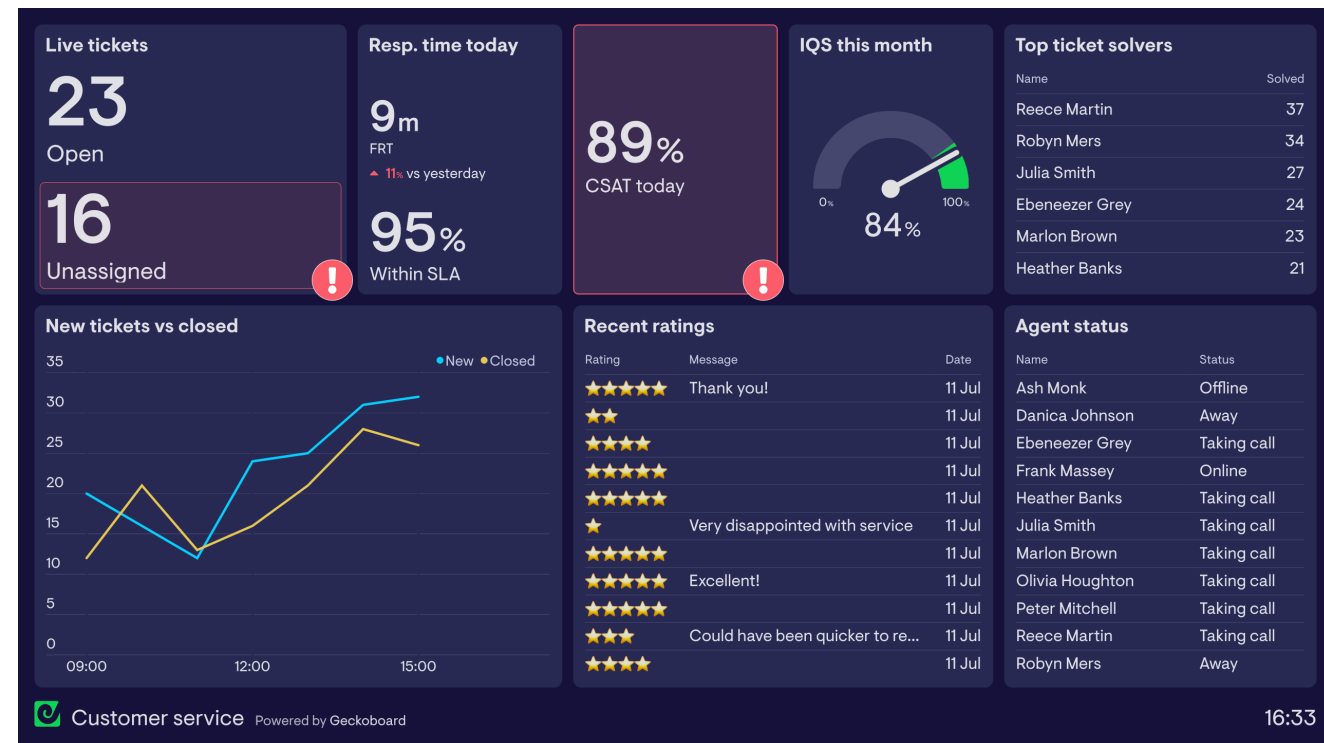 Live tickets
23
Open
16
Unassigned
!
Resp. time today
9m
FRT
11% vs yesterday
95%
Within SLA
89%
CSAT today
!
IQS this month
0%
100%
84%
Top ticket solvers
Name Solved
Reece Martin 37
Robyn Mers 34
Julia Smith 27
Ebeneezer Grey 24
Marlon Brown 23
Heather Banks 21
New tickets vs closed
New Closed
35
30
25
20
15
10
5
0
09:00 12:00 15:00
Recent ratings
Rating Message Date
Thank you! 11 Jul
11 Jul
11 Jul
11 Jul
11 Jul
Very disappointed with service 11 Jul
11 Jul
Excellent! 11 Jul
11 Jul
Could have been quicker to re... 11 Jul
11 Jul
Agent status
Name Status
Ash Monk Offline
Danica Johnson Away
Ebeneezer Grey Taking call
Frank Massey Online
Heather Banks Taking call
Julia Smith Taking call
Marlon Brown Taking call
Olivia Houghton Taking call
Peter Mitchell Taking call
Reece Martin Taking call
Robyn Mers Away
Customer service Powered by Geckoboard
16:33